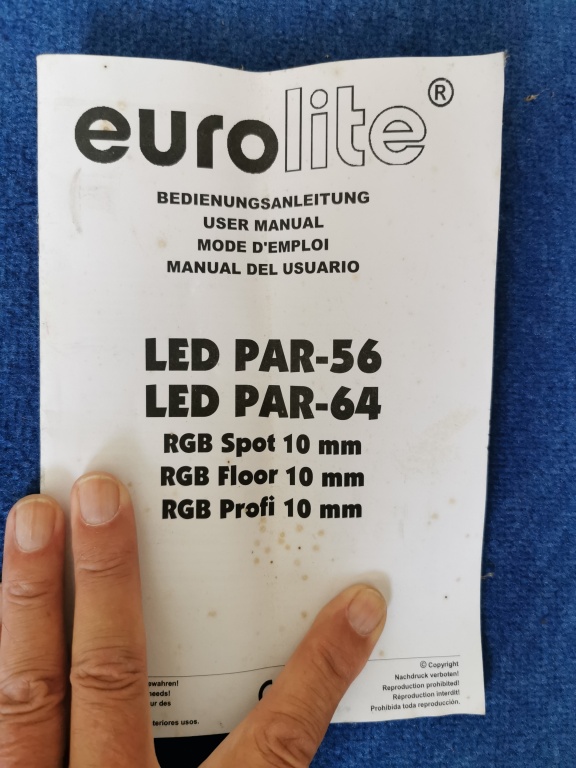 eurolite®
BEDIENUNGSANLEITUNG
USER MANUAL
MODE D'EMPLOI
MANUAL DEL USUARIO
LED PAR-56
LED PAR-64
RGB Spot 10 mm
RGB Floor 10 mm
RGB Profi 10 mm
© Copyright
Nachdruck verboten!
Reproduction prohibited!
Reproduction interdit!
Prohibida toda reproducción.
usos.